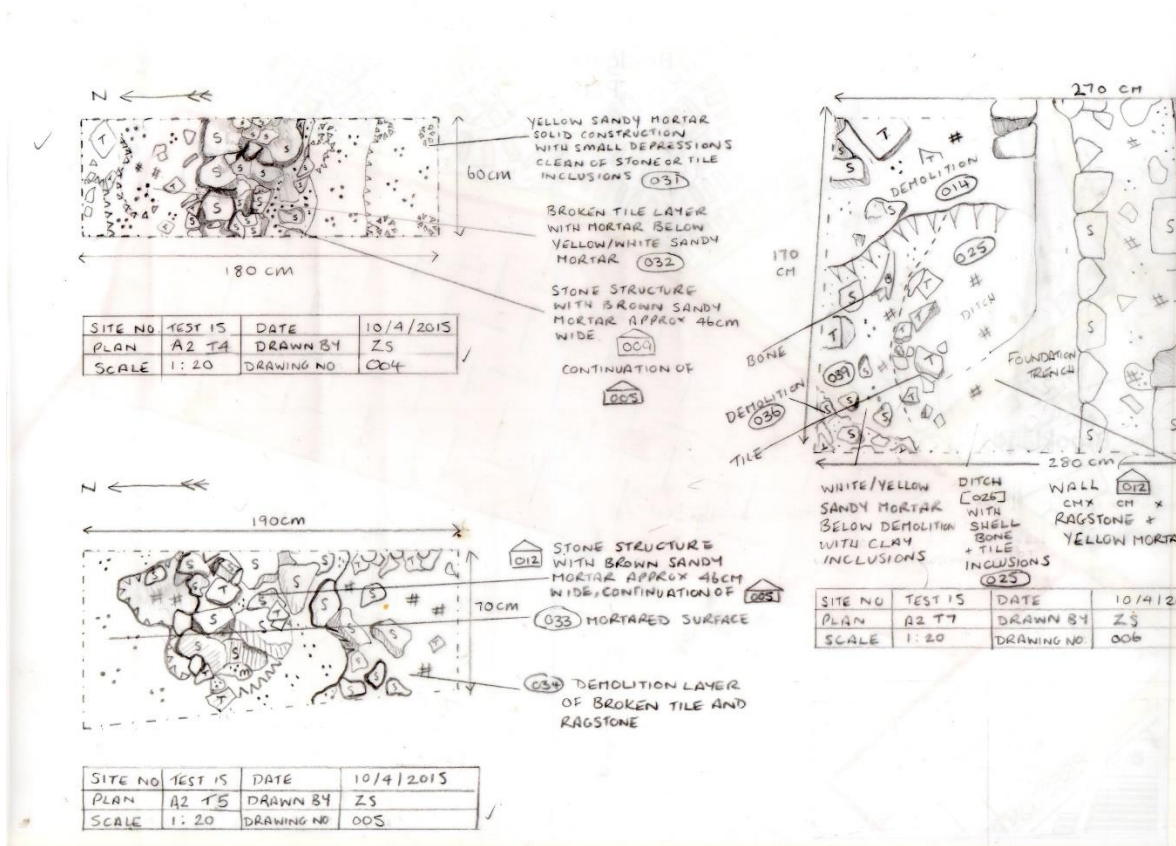 N
YELLOW SANDY MORTAR
SOLID CONSTRUCTION
WITH SMALL DEPRESSIONS
CLEAN OF STONE OR TILE
INCLUSIONS 031
60cm
BROKEN TILE LAYER
WITH MORTAR BELOW
YELLOW/WHITE SANDY
MORTAR 032
180 cm
STONE STRUCTURE
WITH BROWN SANDY
MORTAR APPROX 46cm
WIDE. 009
CONTINUATION OF
005
SITE NO. TEST 15 DATE 10/4/2015
PLAN A2 T4 DRAWN BY ZS
SCALE 1:20 DRAWING NO 004
N
190cm
70cm
012 STONE STRUCTURE
WITH BROWN SANDY
MORTAR APPROX 46CM
WIDE, CONTINUATION OF 005
033 MORTARED SURFACE
034 DEMOLITION LAYER
OF BROKEN TILE AND
RAGSTONE
SITE NO TEST 15 DATE 10/4/2015
PLAN A2 T5 DRAWN BY ZS
SCALE 1:20 DRAWING NO 005
270 CM
170
CM
DEMOLITION
014
025
DITCH
BONE
039
FOUNDATION
TRENCH
DEMOLITION
036
TILE
280 cm
WHITE/YELLOW
SANDY MORTAR
BELOW DEMOLITION
WITH CLAY
INCLUSIONS
DITCH
[026]
WITH
SHELL
BONE
+ TILE
INCLUSIONS
025
WALL 012
CM X CM X
RAGSTONE +
YELLOW MORTA
SITE NO TEST 15 DATE 10/4/2
PLAN A2 T7 DRAWN BY ZS
SCALE 1:20 DRAWING NO. 006